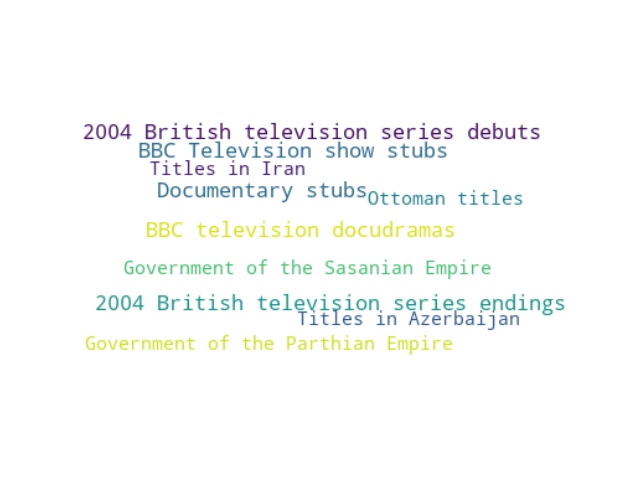 2004 British television series debuts
BBC Television show stubs
Titles in Iran
Documentary stubs
Ottoman titles
BBC television docudramas
Government of the Sasanian Empire
2004 British television series endings
Titles in Azerbaijan
Government of the Parthian Empire